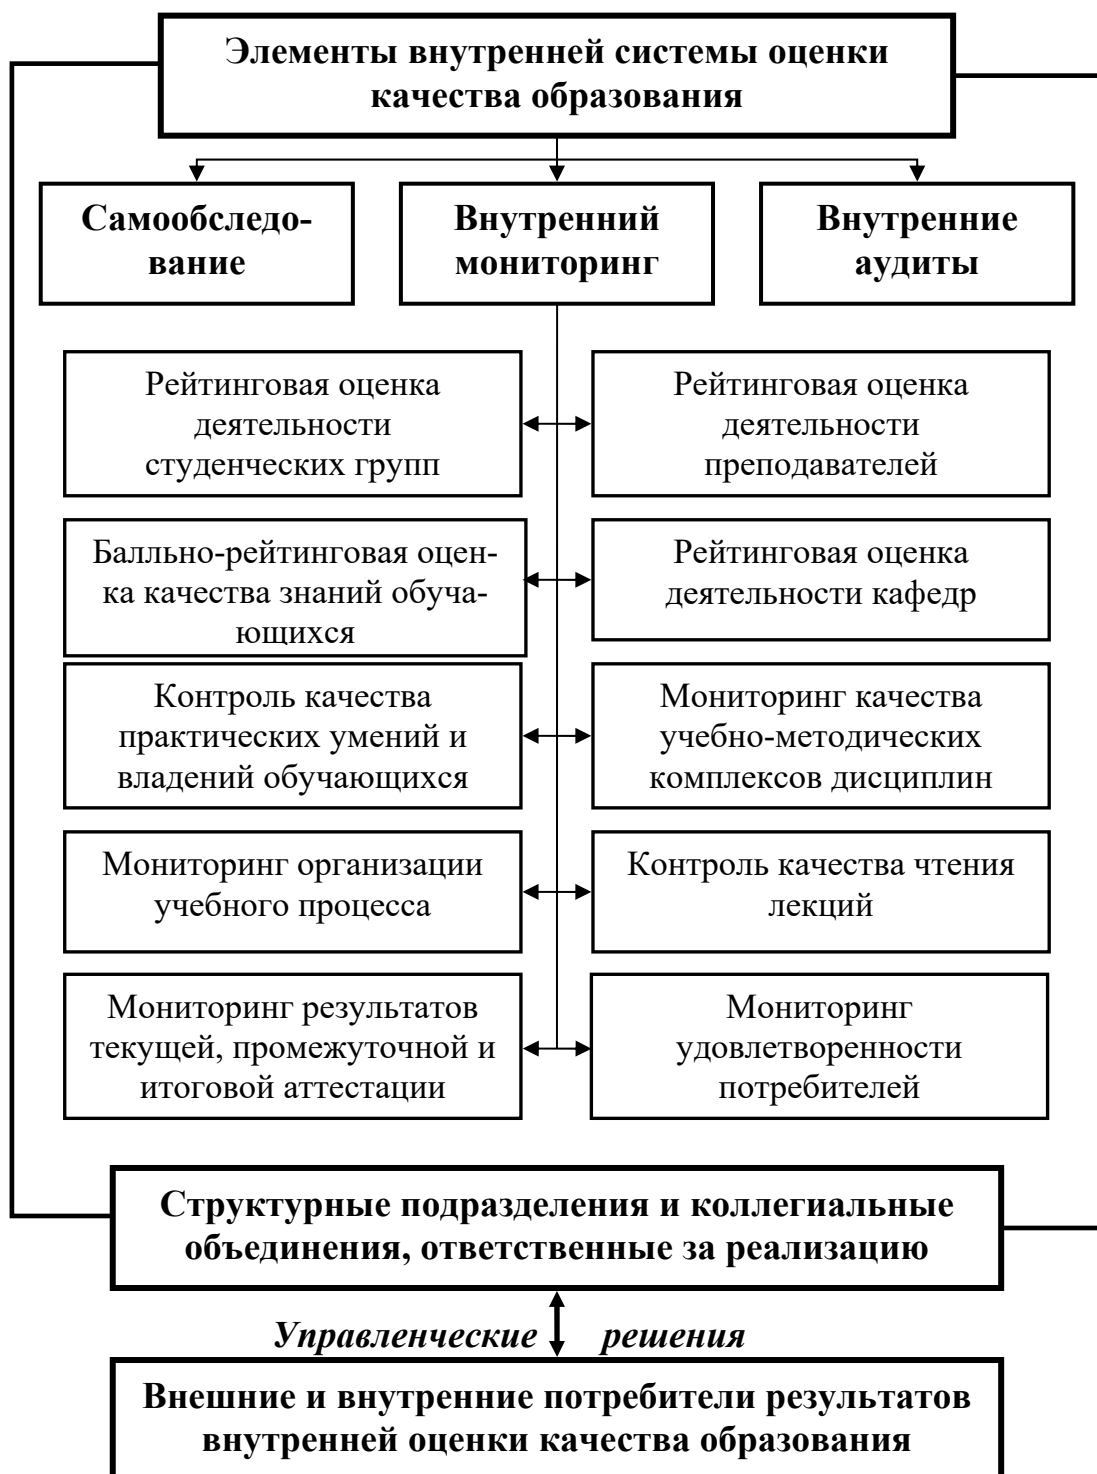 Элементы внутренней системы оценки
качества образования
Самообследо-
вание
Внутренний
мониторинг
Внутренние
аудиты
Рейтинговая оценка
деятельности
студенческих групп
Рейтинговая оценка
деятельности
преподавателей
Балльно-рейтинговая оцен-
ка качества знаний обуча-
ющихся
Рейтинговая оценка
деятельности кафедр
Контроль качества
практических умений и
владений обучающихся
Мониторинг качества
учебно-методических
комплексов дисциплин
Мониторинг организации
учебного процесса
Контроль качества чтения
лекций
Мониторинг результатов
текущей, промежуточной и
итоговой аттестации
Мониторинг
удовлетворенности
потребителей
Структурные подразделения и коллегиальные
объединения, ответственные за реализацию
Управленческие решения
Внешние и внутренние потребители результатов
внутренней оценки качества образования